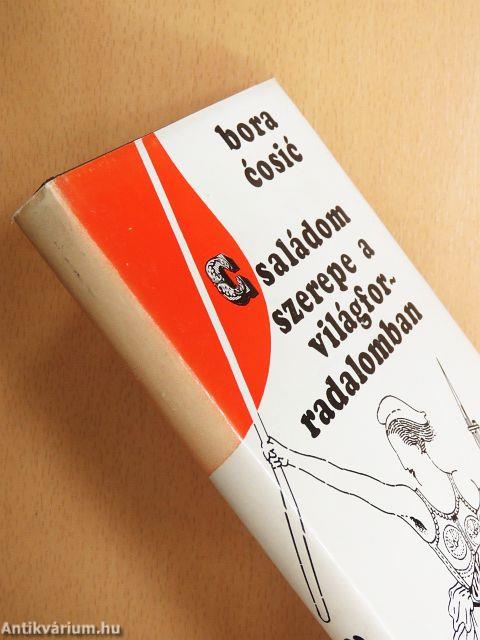 bora
ćosić
Családom
szerepe a
világfor-
radalomban
Antikvárium.hu